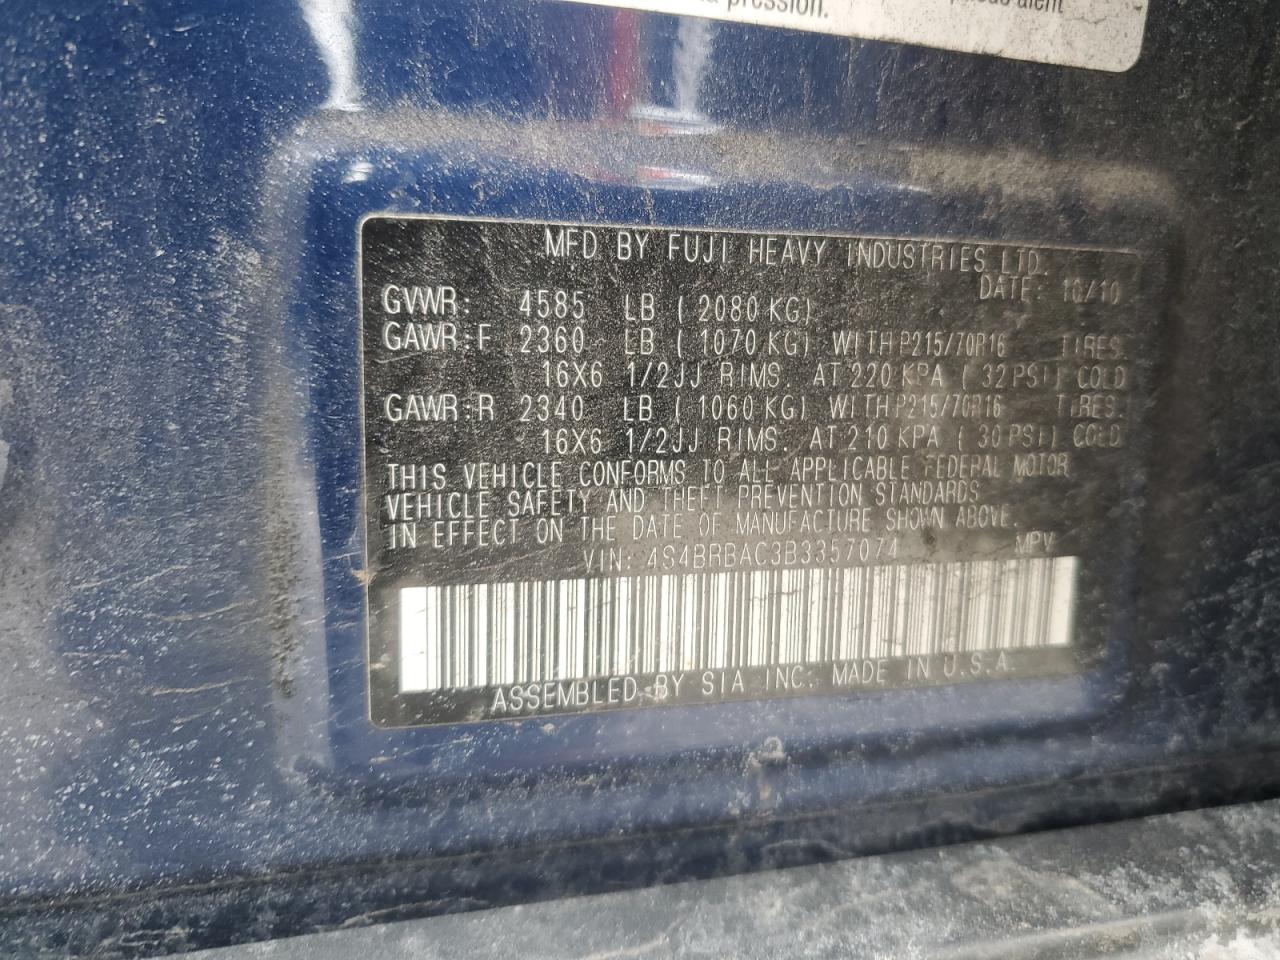 pression.
MFD BY FUJI HEAVY INDUSTRIES LTD.
DATE: 10/10
GVWR: 4585 LB ( 2080 KG)
GAWR:F 2360 LB ( 1070 KG) WITH P215/70R16 TIRES.
16X6 1/2JJ RIMS. AT 220 KPA ( 32 PSI) COLD
GAWR:R 2340 LB ( 1060 KG) WITH P215/70R16 TIRES.
16X6 1/2JJ RIMS. AT 210 KPA ( 30 PSI) COLD
THIS VEHICLE CONFORMS TO ALL APPLICABLE FEDERAL MOTOR
VEHICLE SAFETY AND THEFT PREVENTION STANDARDS
IN EFFECT ON THE DATE OF MANUFACTURE SHOWN ABOVE.
VIN: 4S4BRBAC3B3357074 MPV
ASSEMBLED BY SIA INC: MADE IN U.S.A.